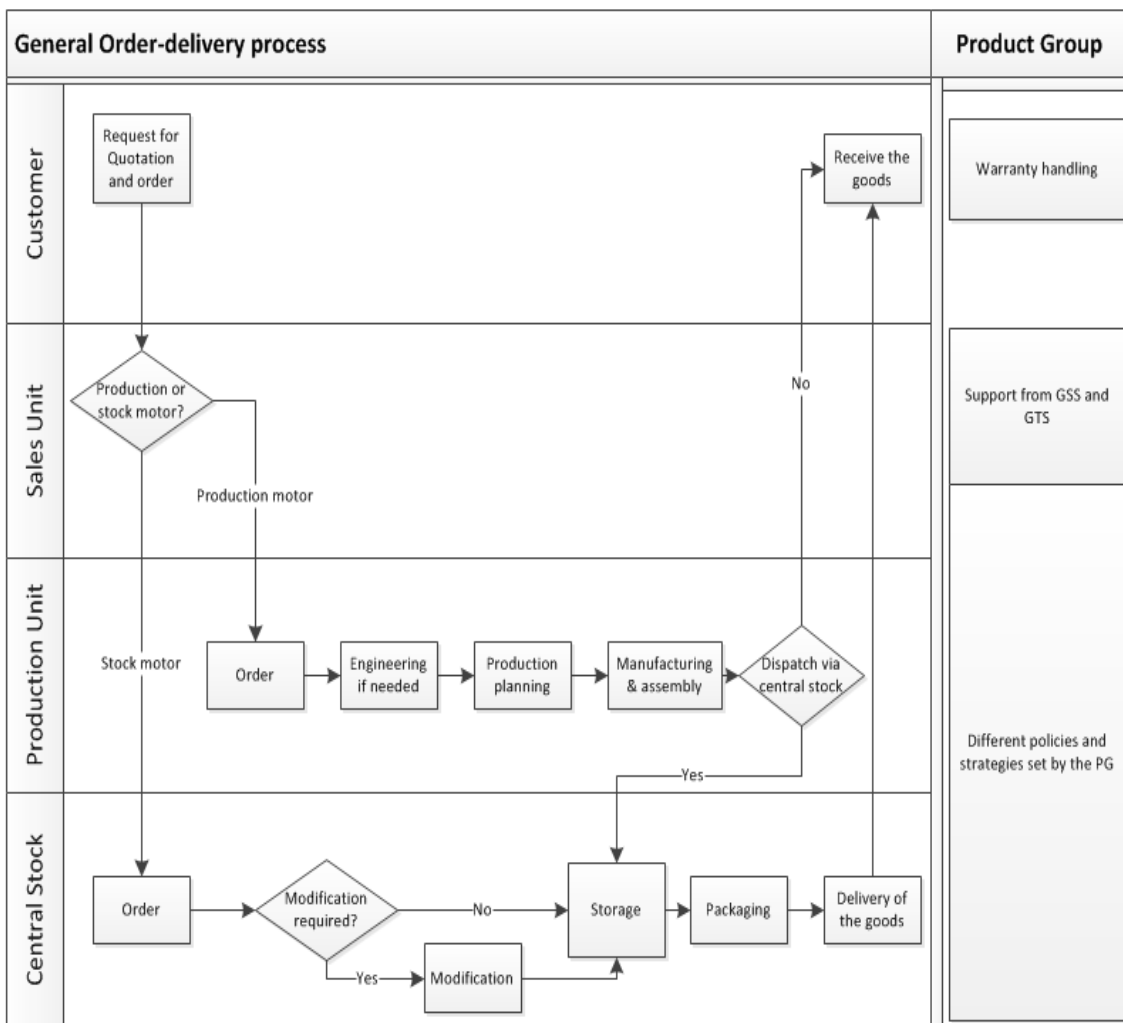 General Order-delivery process
Product Group
Customer
Request for
Quotation
and order
Receive the
goods
Warranty handling
Sales Unit
Production or
stock motor?
No
Support from GSS and
GTS
Production motor
Production Unit
Stock motor
Order
Engineering
if needed
Production
planning
Manufacturing
& assembly
Dispatch via
central stock
Yes
Different policies and
strategies set by the PG
Central Stock
Order
Modification
required?
No
Yes
Modification
Storage
Packaging
Delivery of
the goods